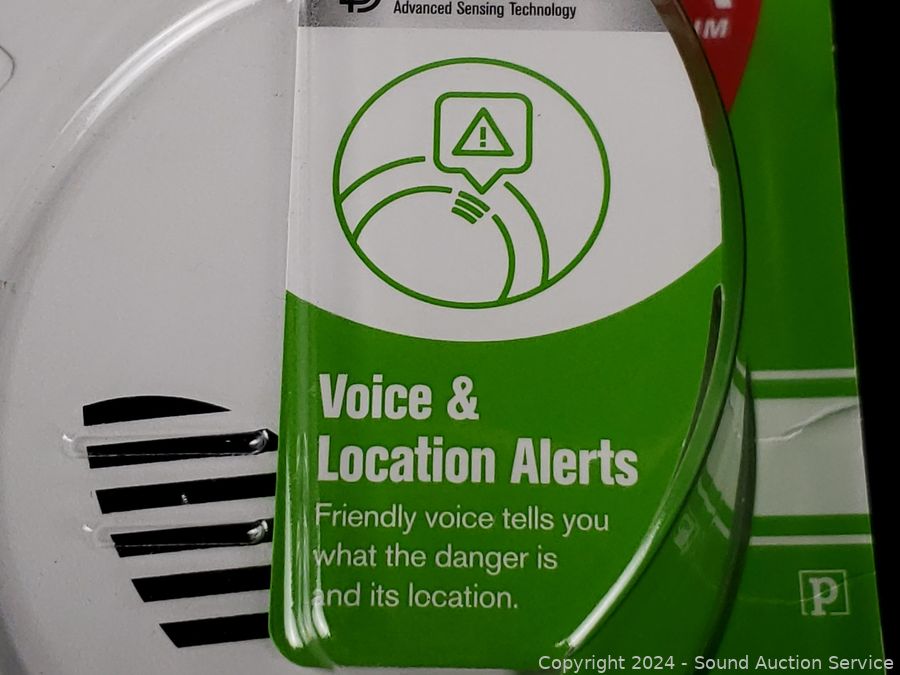 Advanced Sensing Technology
Voice &
Location Alerts
Friendly voice tells you
what the danger is
and its location.
p
Copyright 2024 - Sound Auction Service